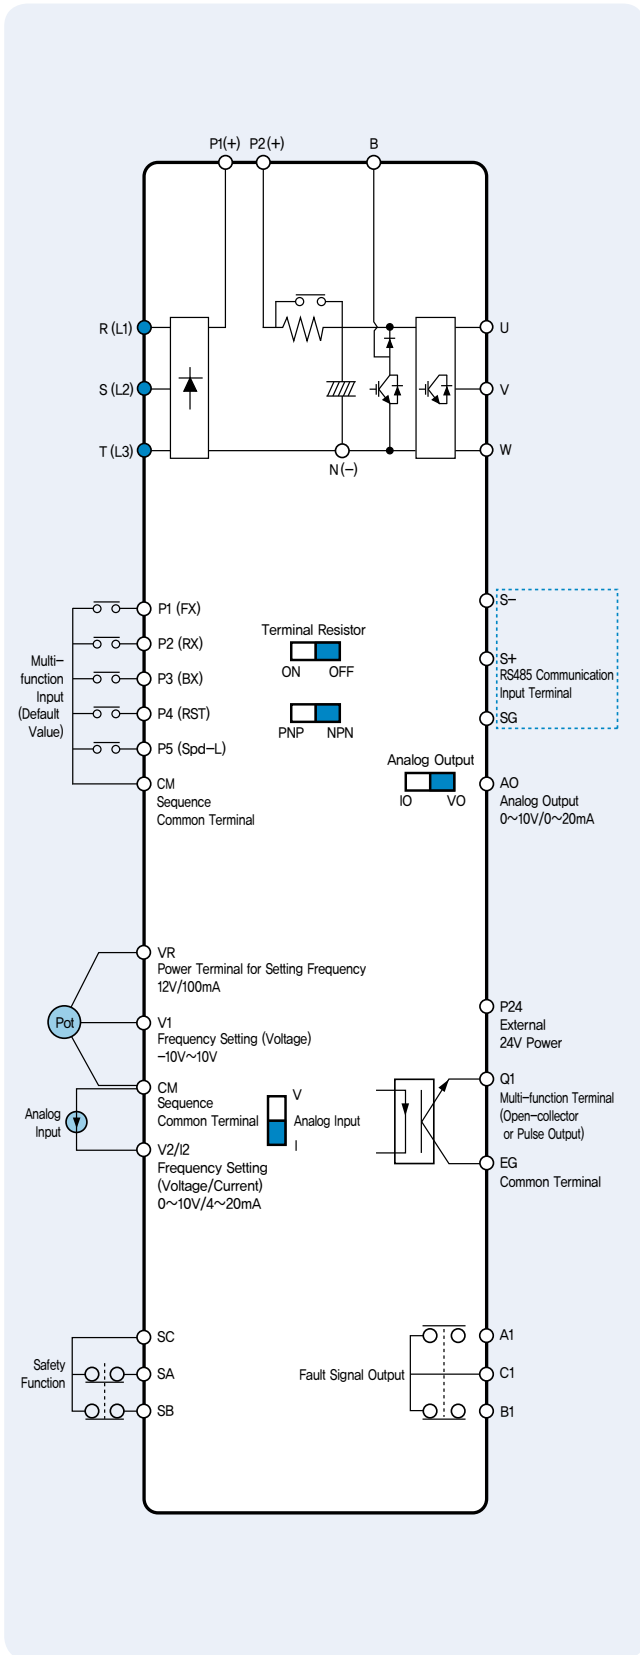 P1(+) P2(+) B
R (L1)
U
S (L2)
V
T (L3)
W
N(−)
Multi−
function
Input
(Default
Value)
P1 (FX)
P2 (RX)
P3 (BX)
P4 (RST)
P5 (Spd−L)
CM
Sequence
Common Terminal
Terminal Resistor
ON OFF
PNP NPN
Analog Output
IO VO
S−
S+
RS485 Communication
Input Terminal
SG
AO
Analog Output
0~10V/0~20mA
Pot
VR
Power Terminal for Setting Frequency
12V/100mA
V1
Frequency Setting (Voltage)
−10V~10V
CM
Sequence
Common Terminal
Analog
Input
V2/I2
Frequency Setting
(Voltage/Current)
0~10V/4~20mA
V
Analog Input
I
P24
External
24V Power
Q1
Multi−function Terminal
(Open−collector
or Pulse Output)
EG
Common Terminal
Safety
Function
SC
SA
SB
Fault Signal Output
A1
C1
B1